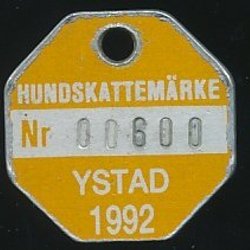 HUNDSKATTEMÄRKE
Nr 00600
YSTAD
1992